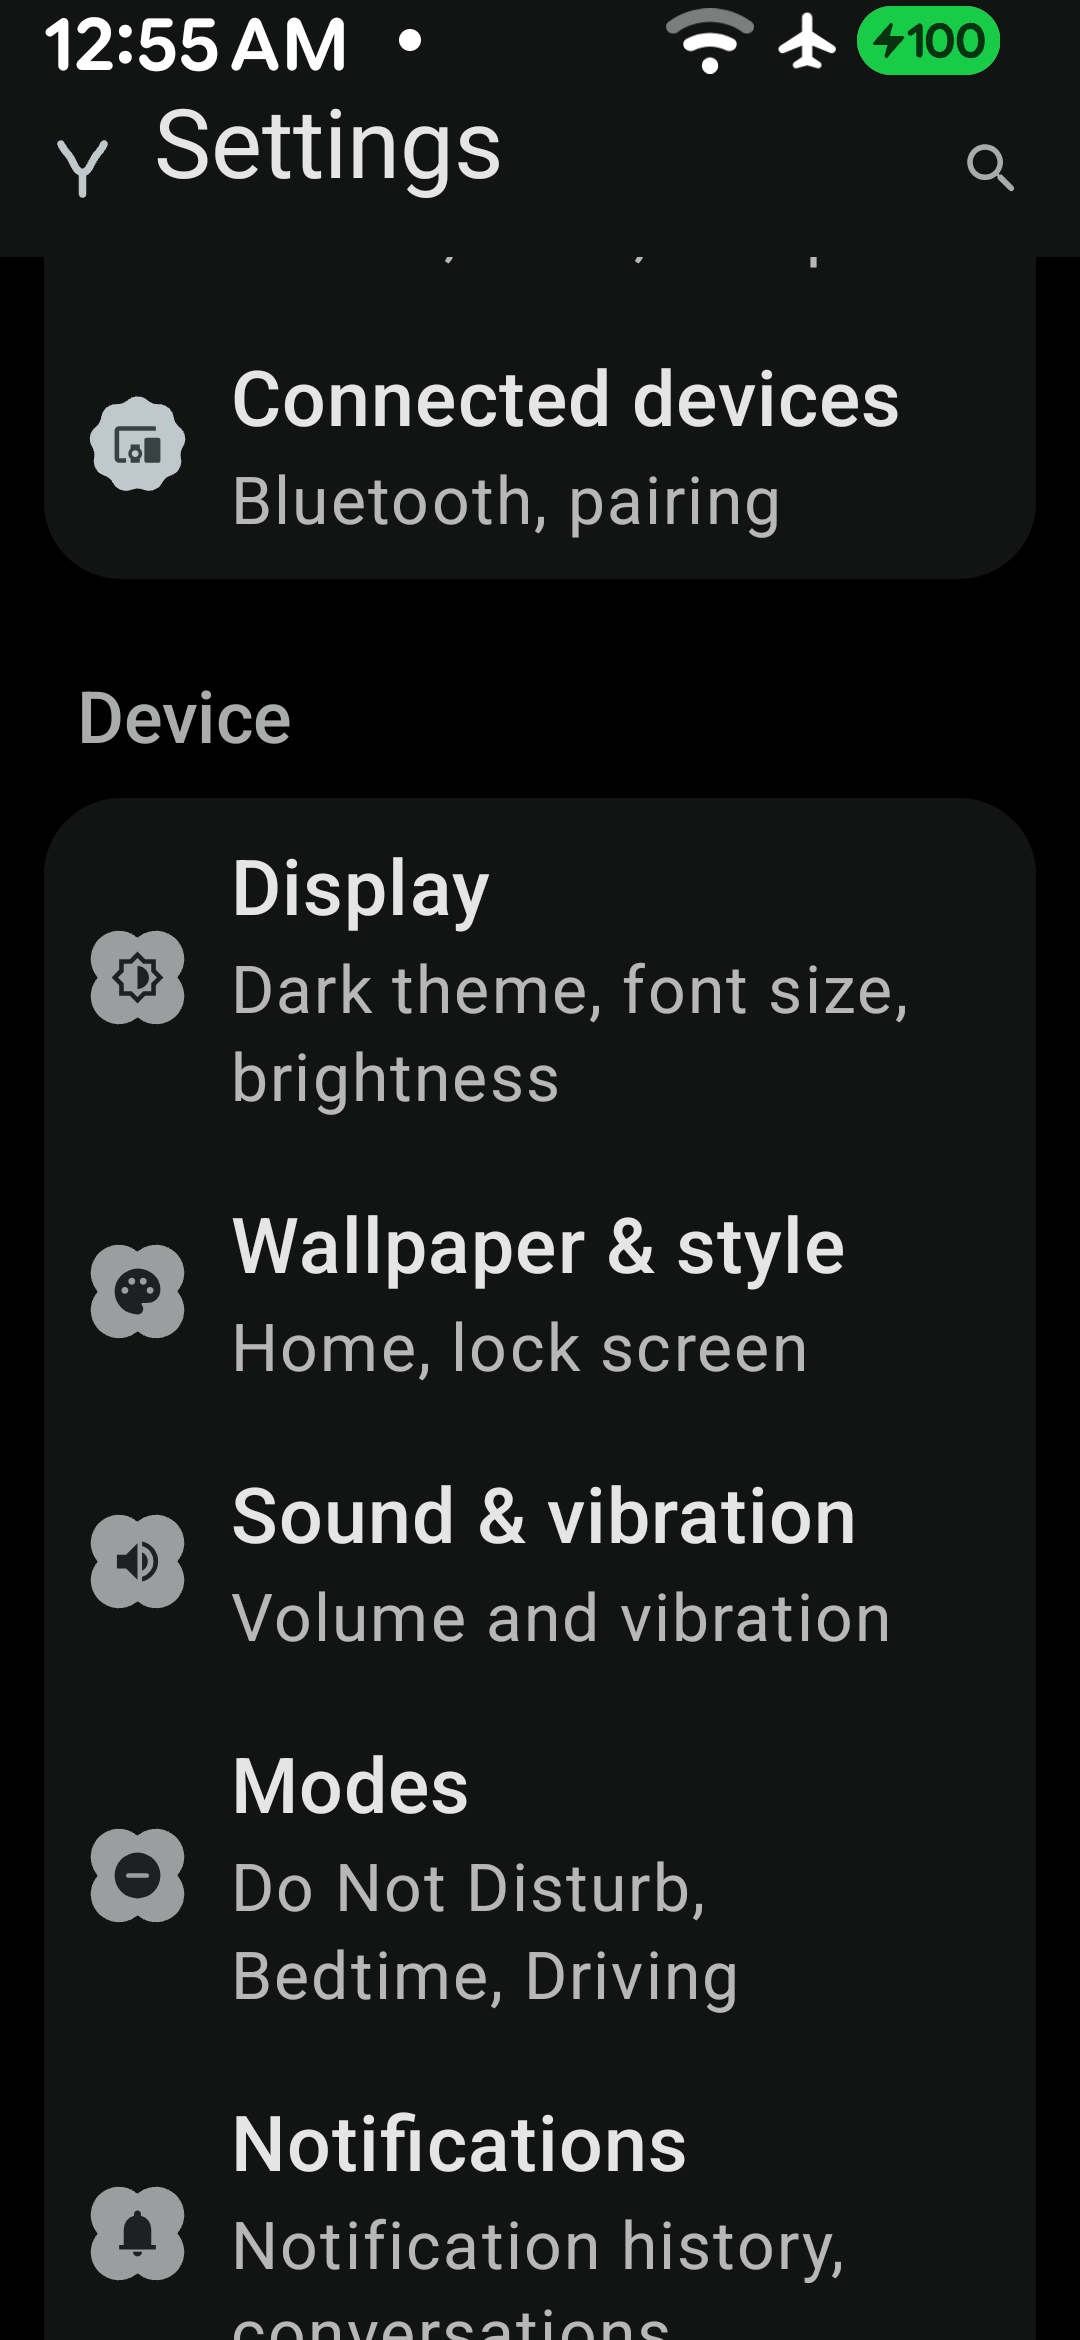 12:55 AM
100
Settings
Connected devices
Bluetooth, pairing
Device
Display
Dark theme, font size,
brightness
Wallpaper & style
Home, lock screen
Sound & vibration
Volume and vibration
Modes
Do Not Disturb,
Bedtime, Driving
Notifications
Notification history,
conversations